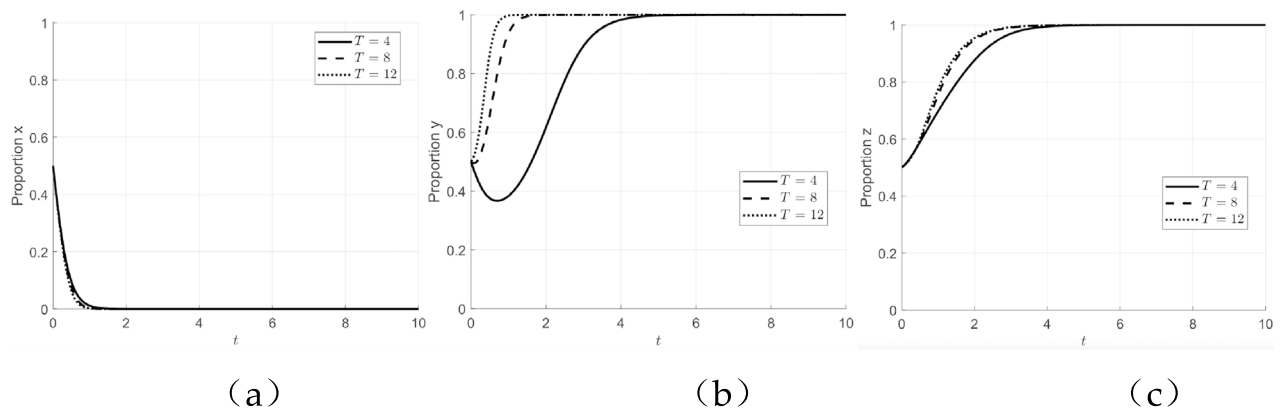 1
0.8
0.6
0.4
0.2
0
0 2 4 6 8 10
Proportion x
t
T = 4
T = 8
T = 12
(a)
1
0.8
0.6
0.4
0.2
0
0 2 4 6 8 10
Proportion y
t
T = 4
T = 8
T = 12
(b)
1
0.8
0.6
0.4
0.2
0
0 2 4 6 8 10
Proportion z
t
T = 4
T = 8
T = 12
(c)